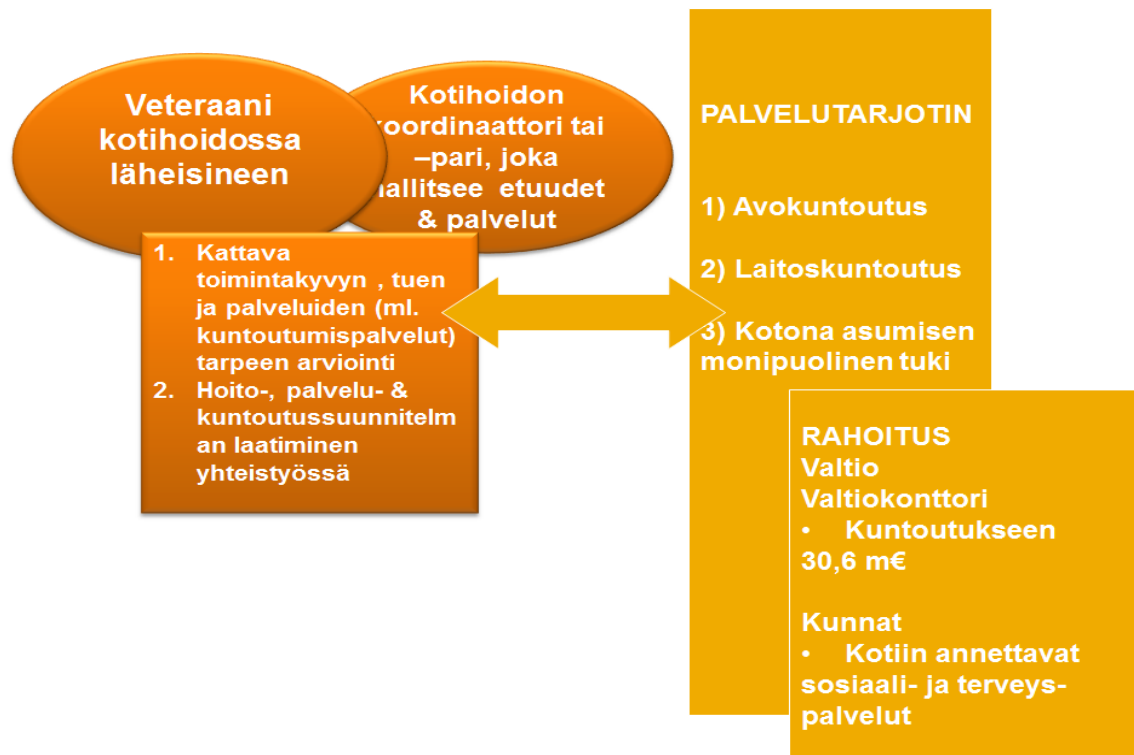 Veteraani
kotihoidossa
läheisineen
Kotihoidon
koordinaattori tai
–pari, joka
hallitsee etuudet
& palvelut
1. Kattava
toimintakyvyn , tuen
ja palveluiden (ml.
kuntoutumispalvelut)
tarpeen arviointi
2. Hoito-, palvelu- &
kuntoutussuunnitelm
an laatiminen
yhteistyössä
PALVELUTARJOTIN
1) Avokuntoutus
2) Laitoskuntoutus
3) Kotona asumisen
monipuolinen tuki
RAHOITUS
Valtio
Valtiokonttori
• Kuntoutukseen
30,6 m€
Kunnat
• Kotiin annettavat
sosiaali- ja terveys-
palvelut